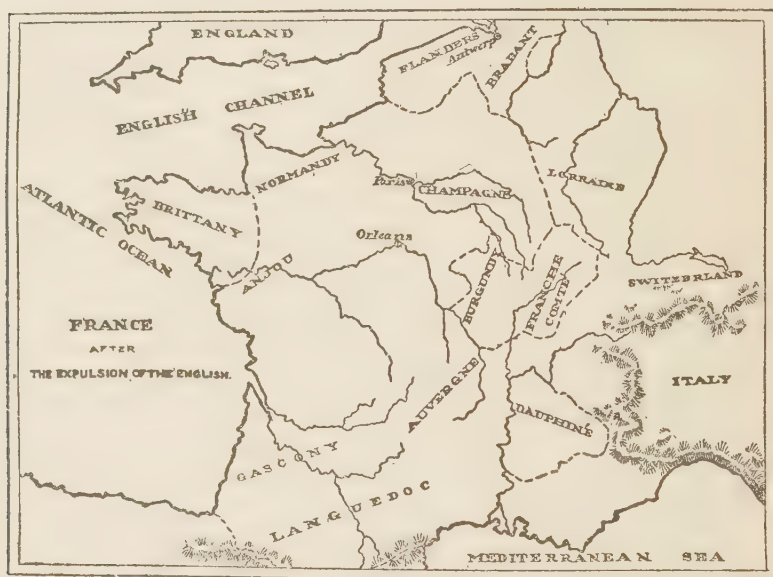 ENGLAND
FLANDERS
Antwerp
BRABANT
ENGLISH CHANNEL
NORMANDY
Paris
CHAMPAGNE
LORRAINE
ATLANTIC OCEAN
BRITTANY
Orleans
ANJOU
BURGUNDY
FRANCHE
COMTE
SWITZERLAND
FRANCE
AFTER
THE EXPULSION OF THE ENGLISH.
ITALY
AUVERGNE
DAUPHINE
GASCONY
LANGUEDOC
MEDITERRANEAN SEA